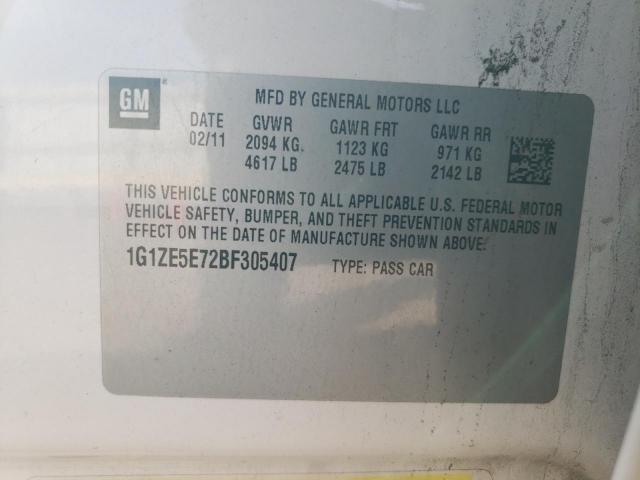 GM
MFD BY GENERAL MOTORS LLC
DATE GVWR GAWR FRT GAWR RR
02/11 2094 KG. 1123 KG 971 KG
4617 LB 2475 LB 2142 LB
THIS VEHICLE CONFORMS TO ALL APPLICABLE U.S. FEDERAL MOTOR
VEHICLE SAFETY, BUMPER, AND THEFT PREVENTION STANDARDS IN
EFFECT ON THE DATE OF MANUFACTURE SHOWN ABOVE.
1G1ZE5E72BF305407 TYPE: PASS CAR